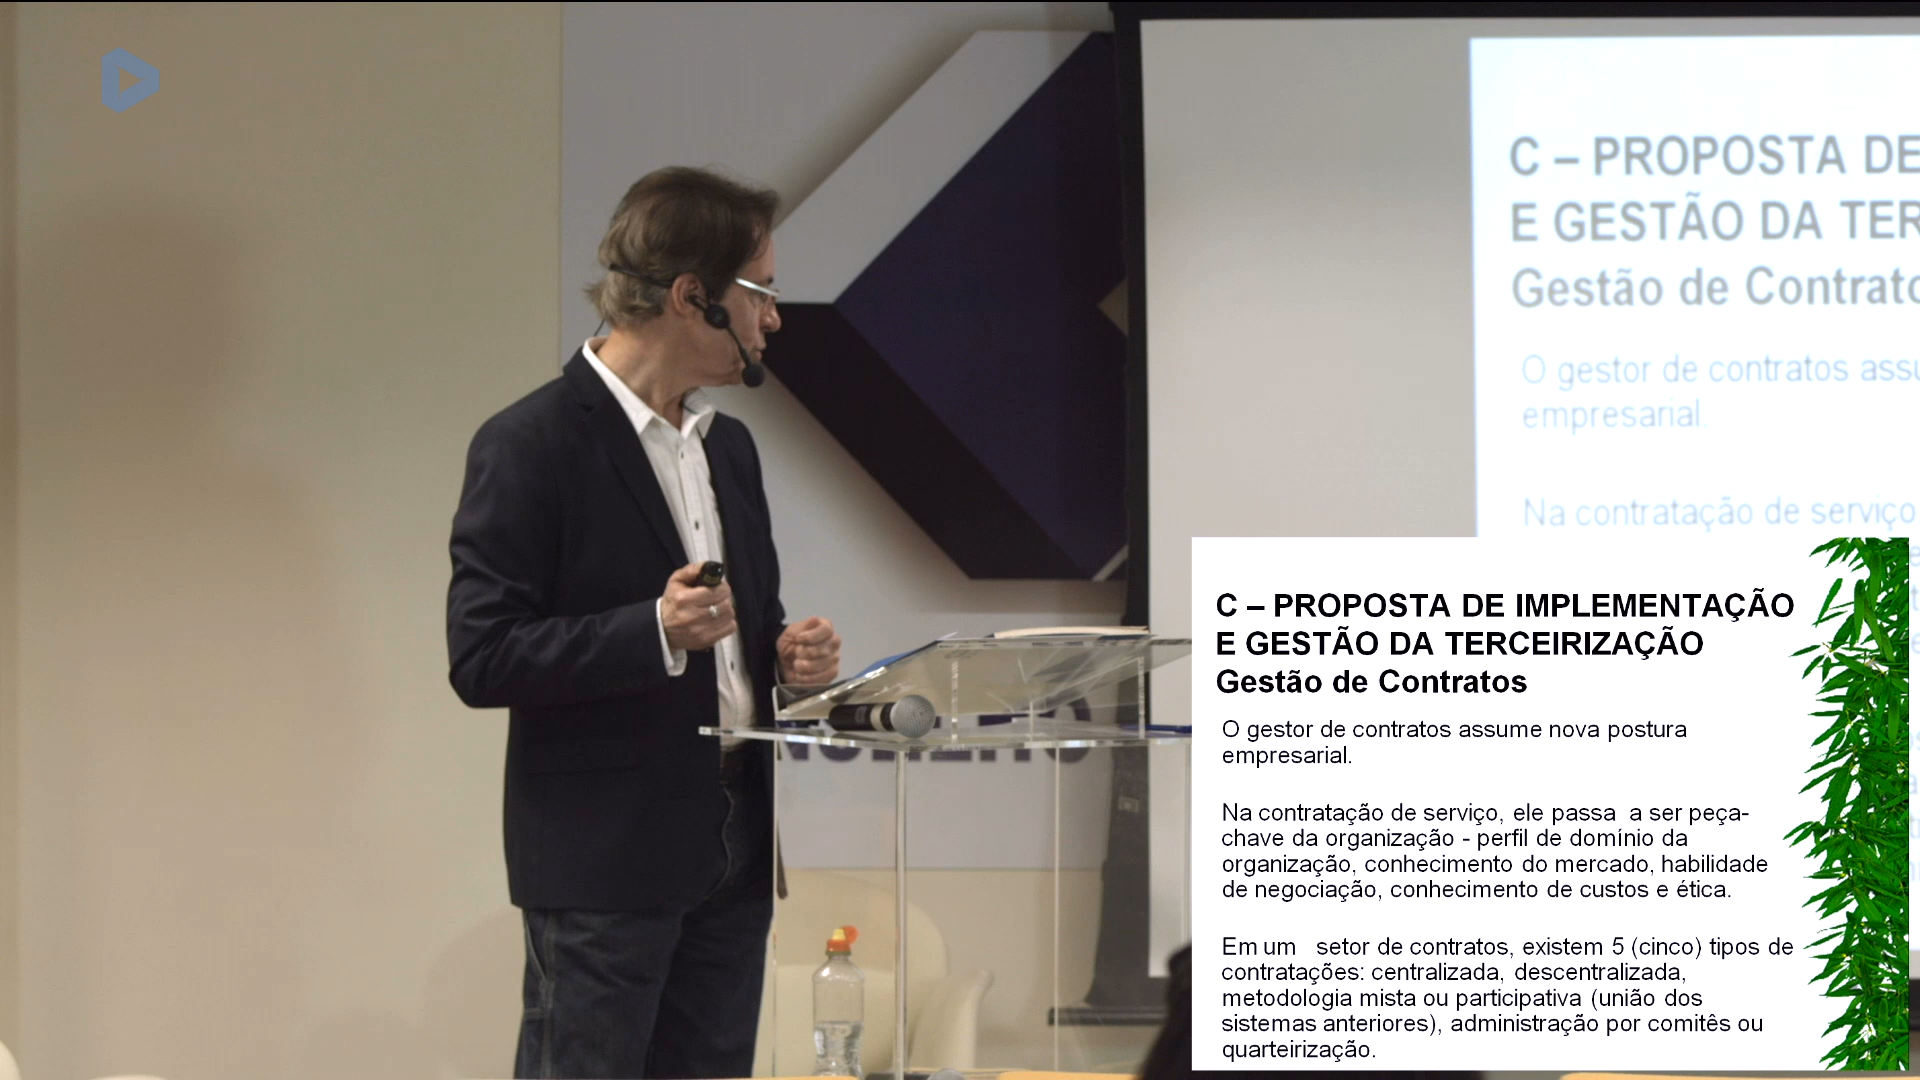 C – PROPOSTA DE
E GESTÃO DA TER
Gestão de Contrato
O gestor de contratos assu
empresarial.
Na contratação de serviço
C – PROPOSTA DE IMPLEMENTAÇÃO
E GESTÃO DA TERCEIRIZAÇÃO
Gestão de Contratos
O gestor de contratos assume nova postura
empresarial.
Na contratação de serviço, ele passa a ser peça-
chave da organização - perfil de domínio da
organização, conhecimento do mercado, habilidade
de negociação, conhecimento de custos e ética.
Em um setor de contratos, existem 5 (cinco) tipos de
contratações: centralizada, descentralizada,
metodologia mista ou participativa (união dos
sistemas anteriores), administração por comitês ou
quarteirização.